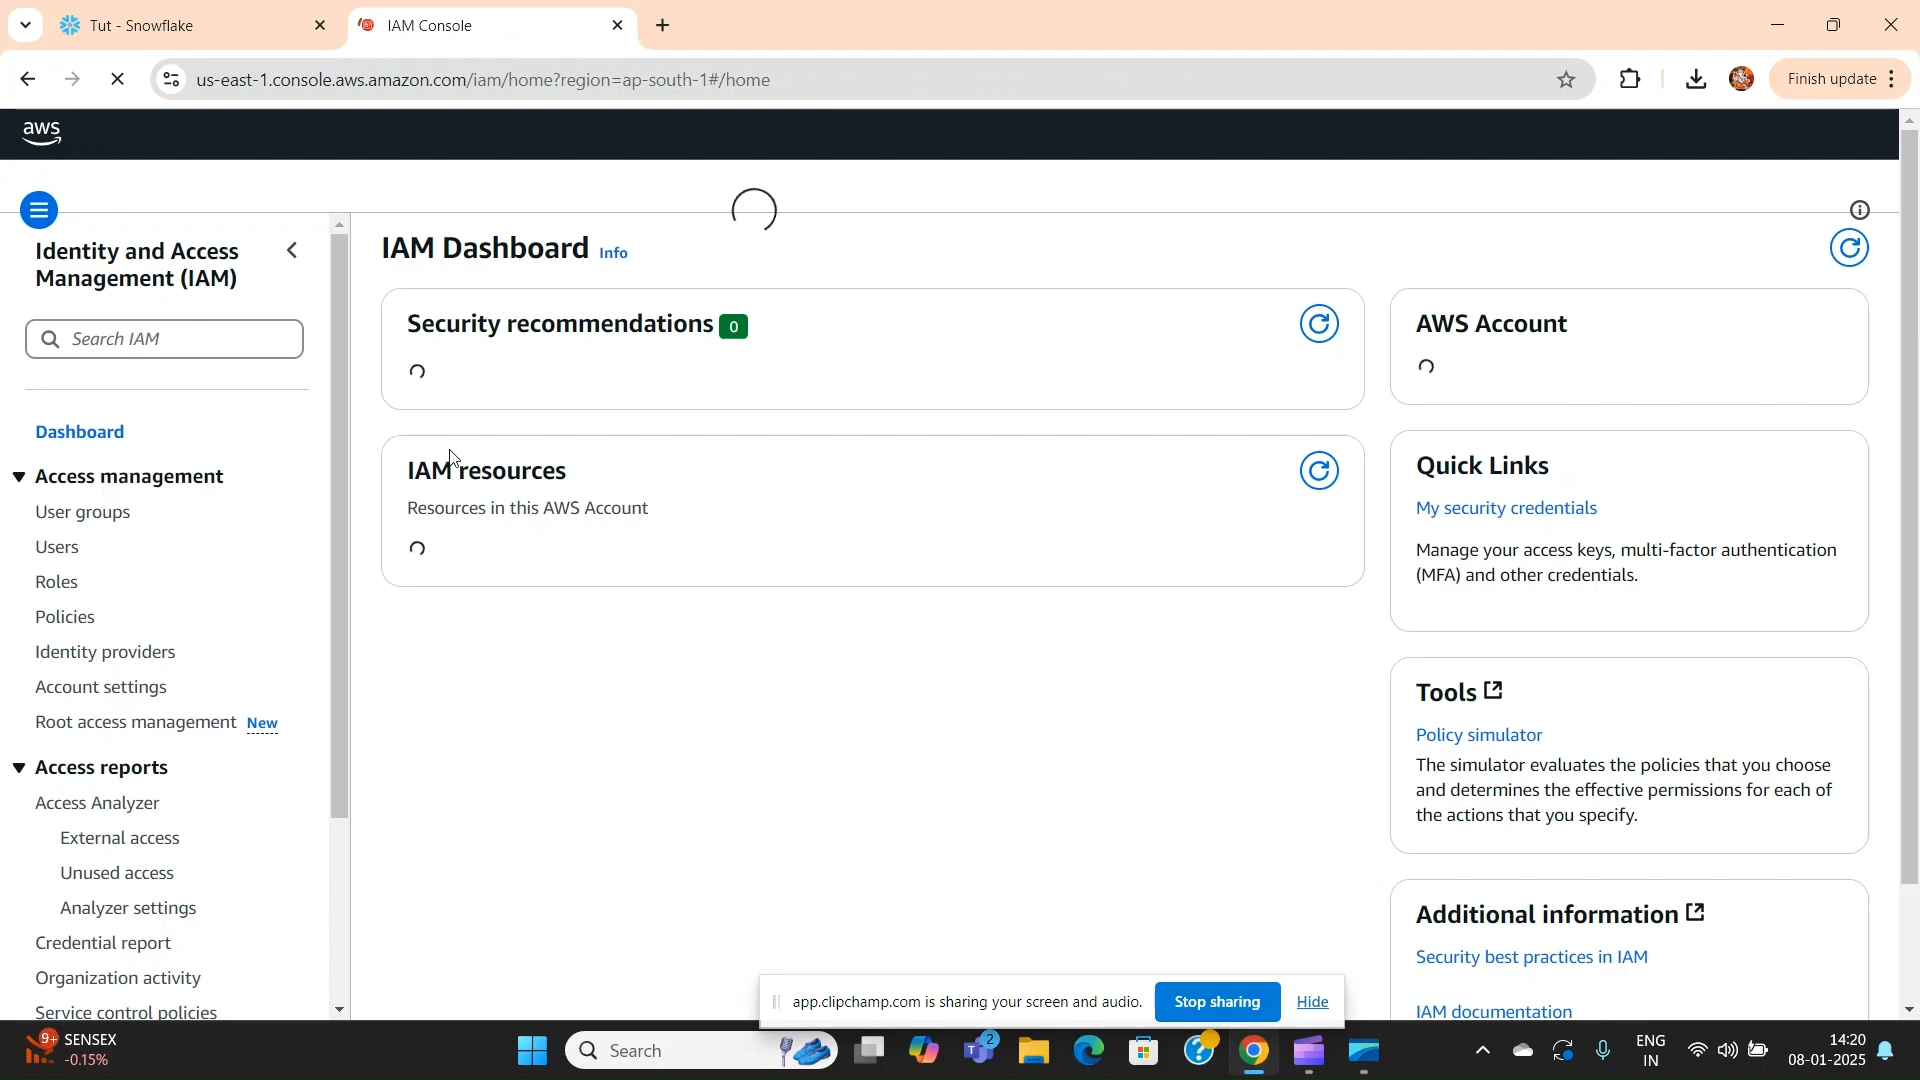 Tut - Snowflake
IAM Console
us-east-1.console.aws.amazon.com/iam/home?region=ap-south-1#/home
Finish update
aws
Identity and Access
Management (IAM)
Search IAM
Dashboard
Access management
User groups
Users
Roles
Policies
Identity providers
Account settings
Root access management New
Access reports
Access Analyzer
External access
Unused access
Analyzer settings
Credential report
Organization activity
Service control policies
IAM Dashboard Info
Security recommendations 0
IAM resources
Resources in this AWS Account
AWS Account
Quick Links
My security credentials
Manage your access keys, multi-factor authentication
(MFA) and other credentials.
Tools
Policy simulator
The simulator evaluates the policies that you choose
and determines the effective permissions for each of
the actions that you specify.
Additional information
Security best practices in IAM
IAM documentation
app.clipchamp.com is sharing your screen and audio.
Stop sharing
Hide
9+
SENSEX
-0.15%
Search
2
ENG
IN
14:20
08-01-2025